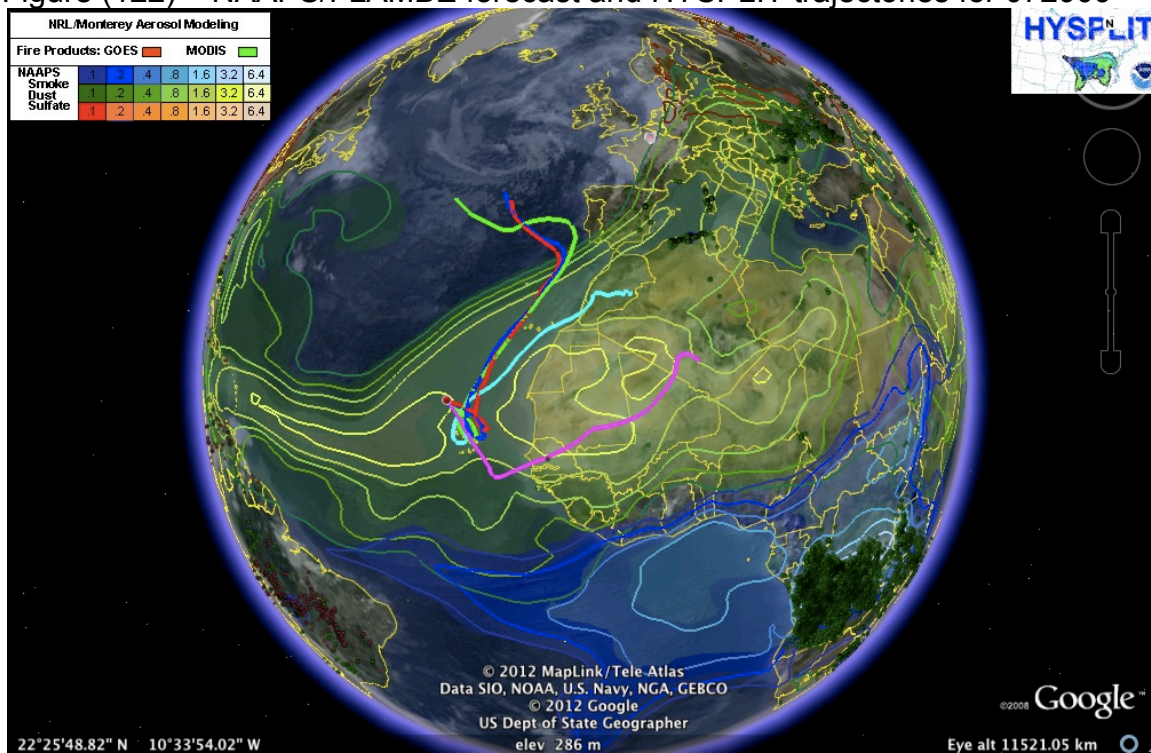 NRL/Monterey Aerosol Modeling
Fire Products: GOES MODIS
NAAPS
Smoke .1 .2 .4 .8 1.6 3.2 6.4
Dust .1 .2 .4 .8 1.6 3.2 6.4
Sulfate .1 .2 .4 .8 1.6 3.2 6.4
HYSPLIT
N
© 2012 MapLink/Tele Atlas
Data SIO, NOAA, U.S. Navy, NGA, GEBCO
© 2012 Google
US Dept of State Geographer
©2008 Google™
22°25'48.82" N 10°33'54.02" W
elev 286 m
Eye alt 11521.05 km